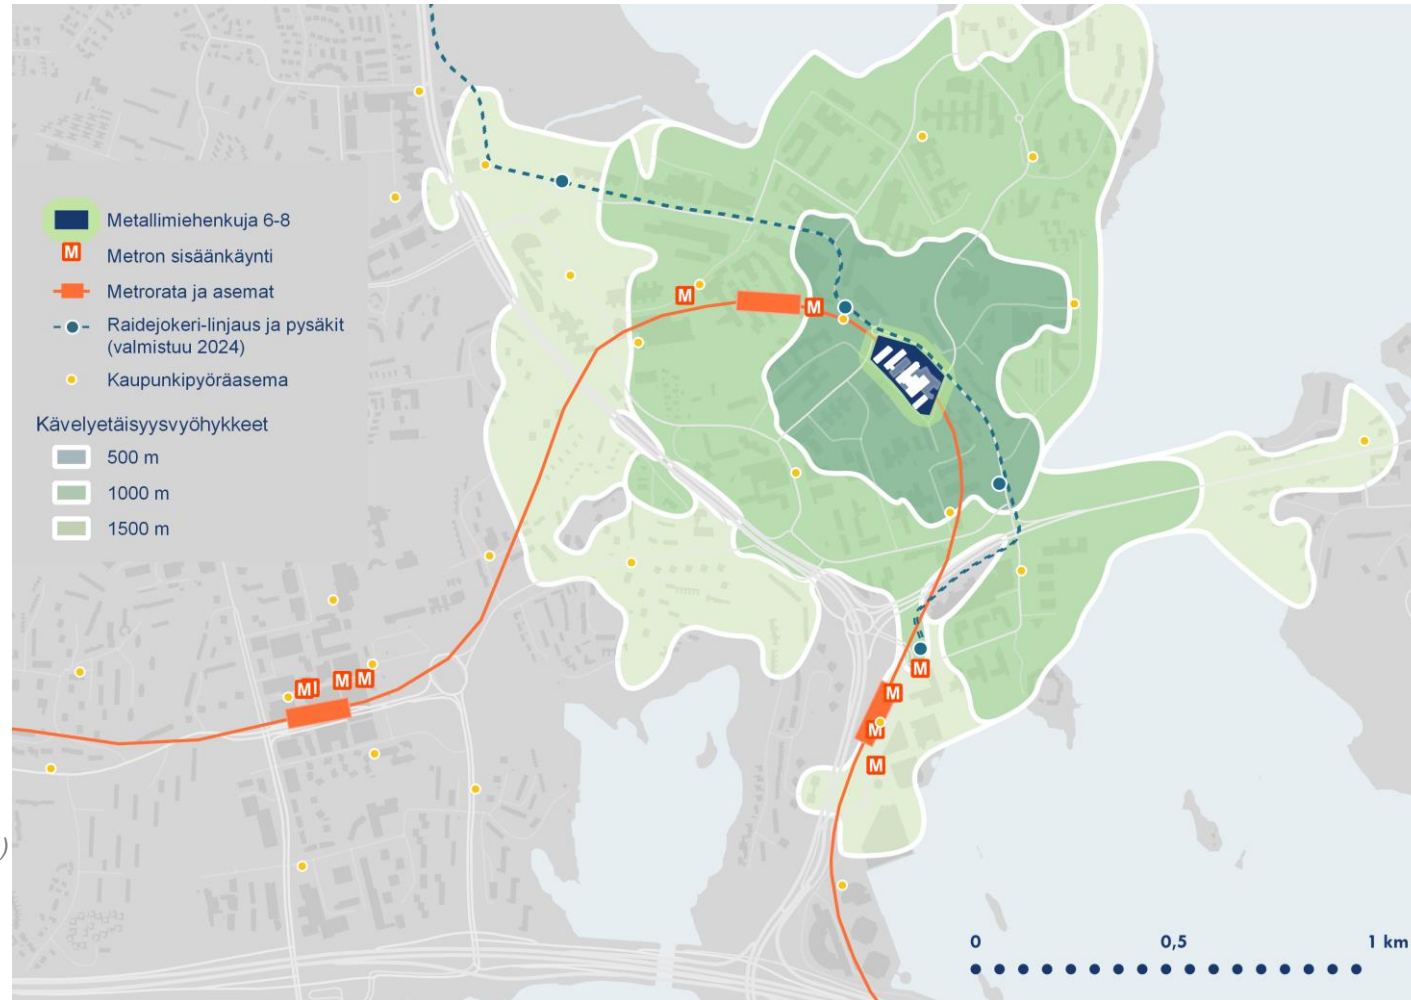 Metallimiehenkuja 6-8
M Metron sisäänkäynti
Metrorata ja asemat
Raidejokeri-linjaus ja pysäkit
(valmistuu 2024)
Kaupunkipyöräasema
Kävelyetäisyysvyöhykkeet
500 m
1000 m
1500 m
M
M
M
M
M
M
M
M
M
)
0 0,5 1 km